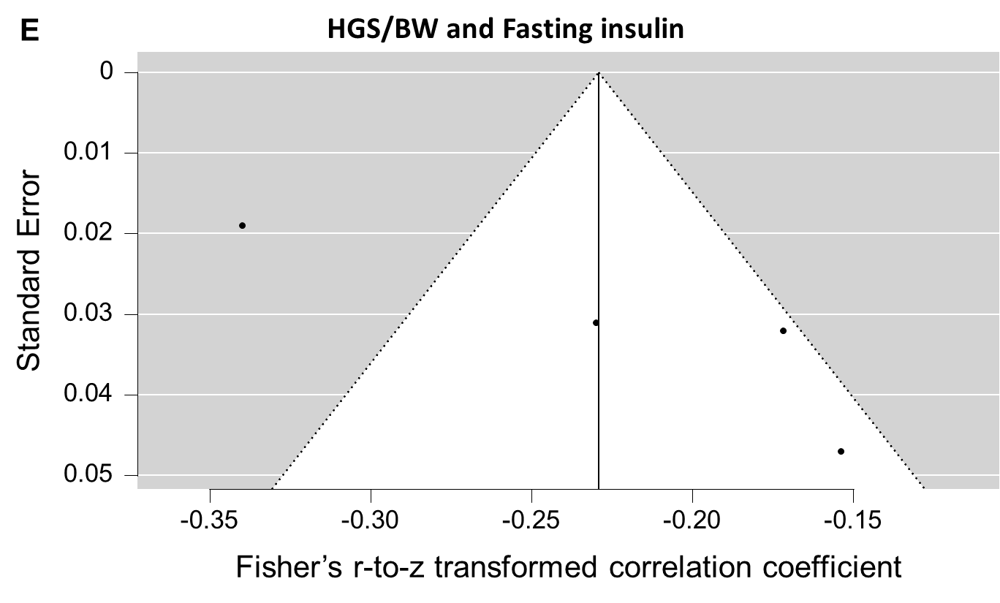 E
HGS/BW and Fasting insulin
Standard Error
0
0.01
0.02
0.03
0.04
0.05
-0.35 -0.30 -0.25 -0.20 -0.15
Fisher’s r-to-z transformed correlation coefficient